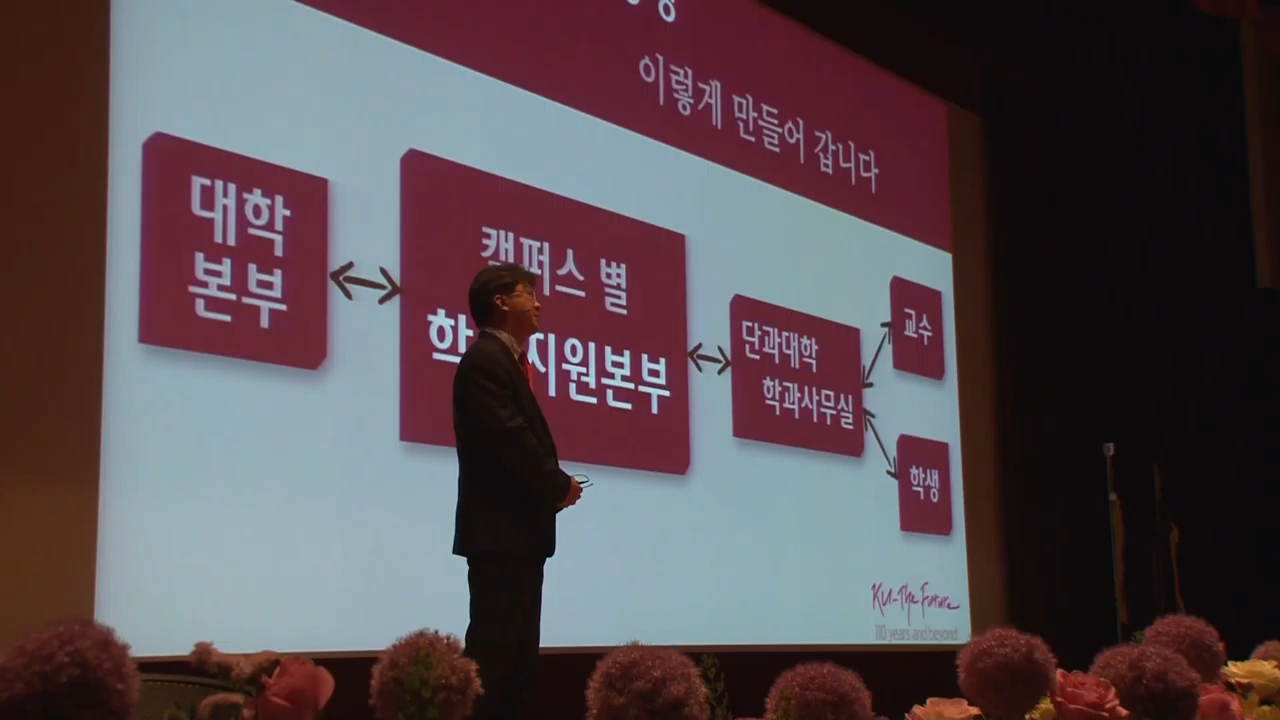 이렇게 만들어 갑니다
대학
본부
캠퍼스 별
학 지원본부
단과대학
학과사무실
교수
학생
KU-The Future
110 years and beyond